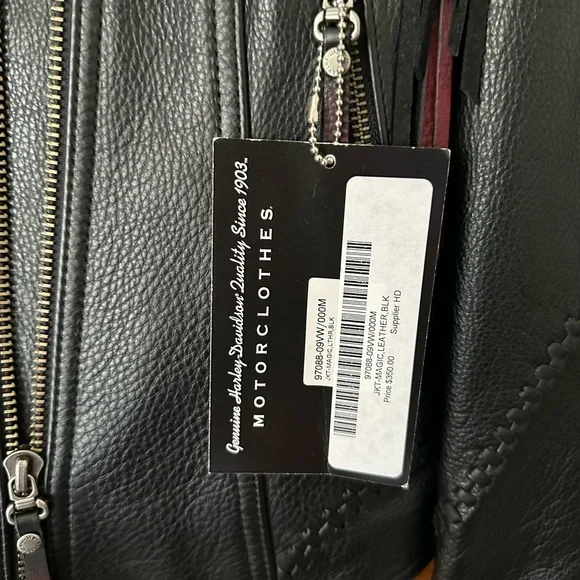 Genuine Harley-Davidson Quality Since 1903.™
MOTORCLOTHES®
97088-09VW/000M
JKT-MAGIC,LTHR,BLK
97088-09VW/000M
JKT-MAGIC,LEATHER,BLK
Price $350.00
Supplier HD